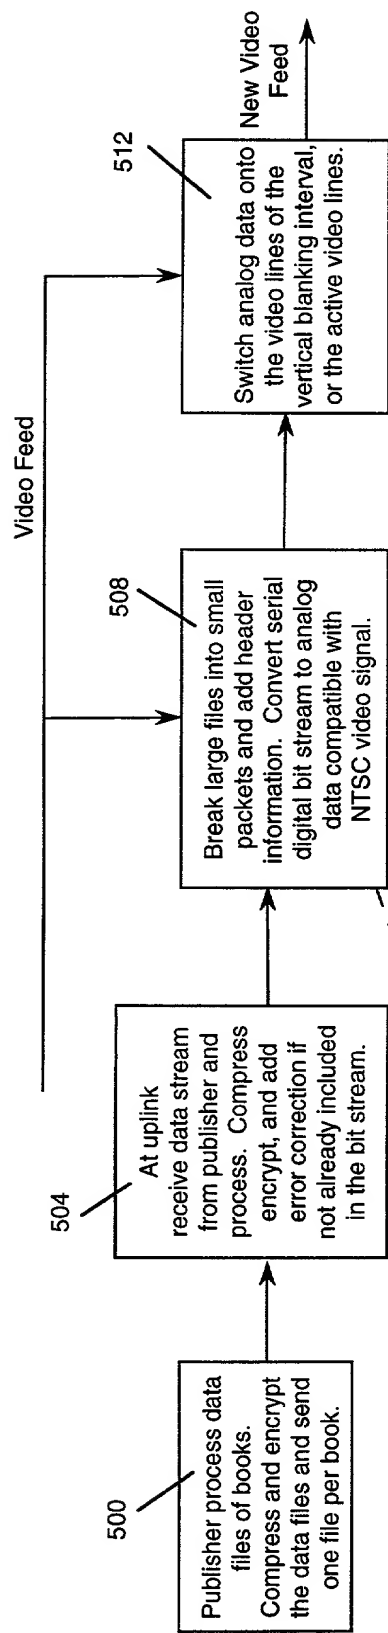 500
Publisher process data
files of books.
Compress and encrypt
the data files and send
one file per book.
504
At uplink
receive data stream
from publisher and
process. Compress
encrypt, and add
error correction if
not already included
in the bit stream.
Video Feed
508
Break large files into small
packets and add header
information. Convert serial
digital bit stream to analog
data compatible with
NTSC video signal.
512
Switch analog data onto
the video lines of the
vertical blanking interval,
or the active video lines.
New Video
Feed